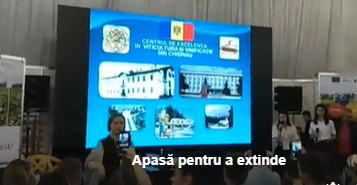 CENTRUL DE EXCELENȚĂ
ÎN VITICULTURĂ ȘI VINIFICAȚIE
DIN CHIȘINĂU
Apasă pentru a extinde